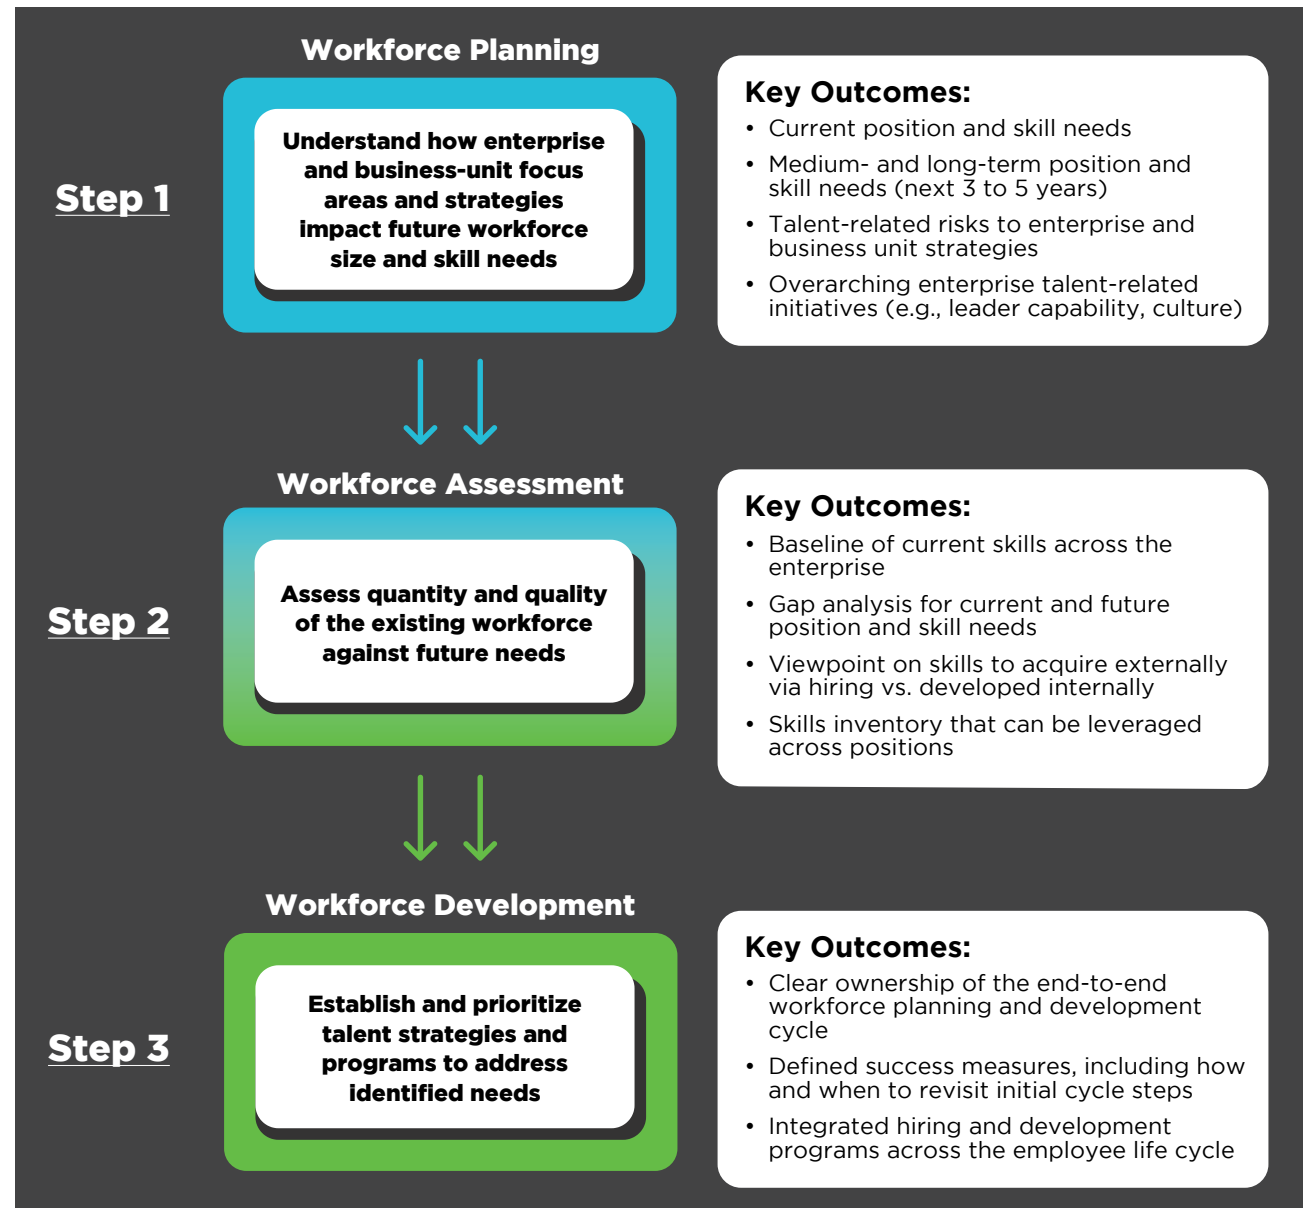 Workforce Planning
Step 1
Understand how enterprise
and business-unit focus
areas and strategies
impact future workforce
size and skill needs
Key Outcomes:
• Current position and skill needs
• Medium- and long-term position and
skill needs (next 3 to 5 years)
• Talent-related risks to enterprise and
business unit strategies
• Overarching enterprise talent-related
initiatives (e.g., leader capability, culture)
Workforce Assessment
Step 2
Assess quantity and quality
of the existing workforce
against future needs
Key Outcomes:
• Baseline of current skills across the
enterprise
• Gap analysis for current and future
position and skill needs
• Viewpoint on skills to acquire externally
via hiring vs. developed internally
• Skills inventory that can be leveraged
across positions
Workforce Development
Step 3
Establish and prioritize
talent strategies and
programs to address
identified needs
Key Outcomes:
• Clear ownership of the end-to-end
workforce planning and development
cycle
• Defined success measures, including how
and when to revisit initial cycle steps
• Integrated hiring and development
programs across the employee life cycle